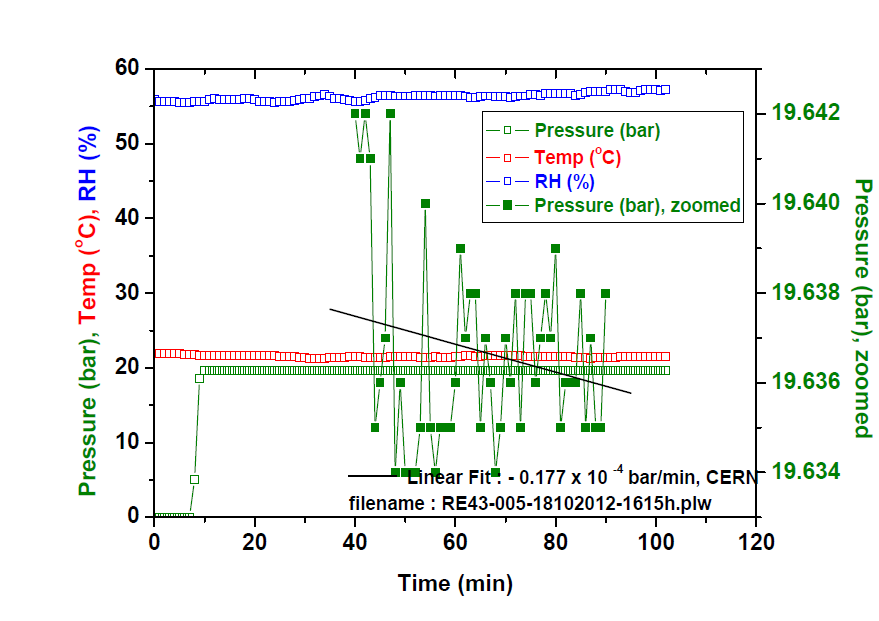 60
50
40
30
20
10
0
Pressure (bar), Temp (°C), RH (%)
19.642
19.640
19.638
19.636
19.634
Pressure (bar), zoomed
Pressure (bar)
Temp (°C)
RH (%)
Pressure (bar), zoomed
Linear Fit : - 0.177 x 10 -4 bar/min, CERN
filename : RE43-005-18102012-1615h.plw
0 20 40 60 80 100 120
Time (min)